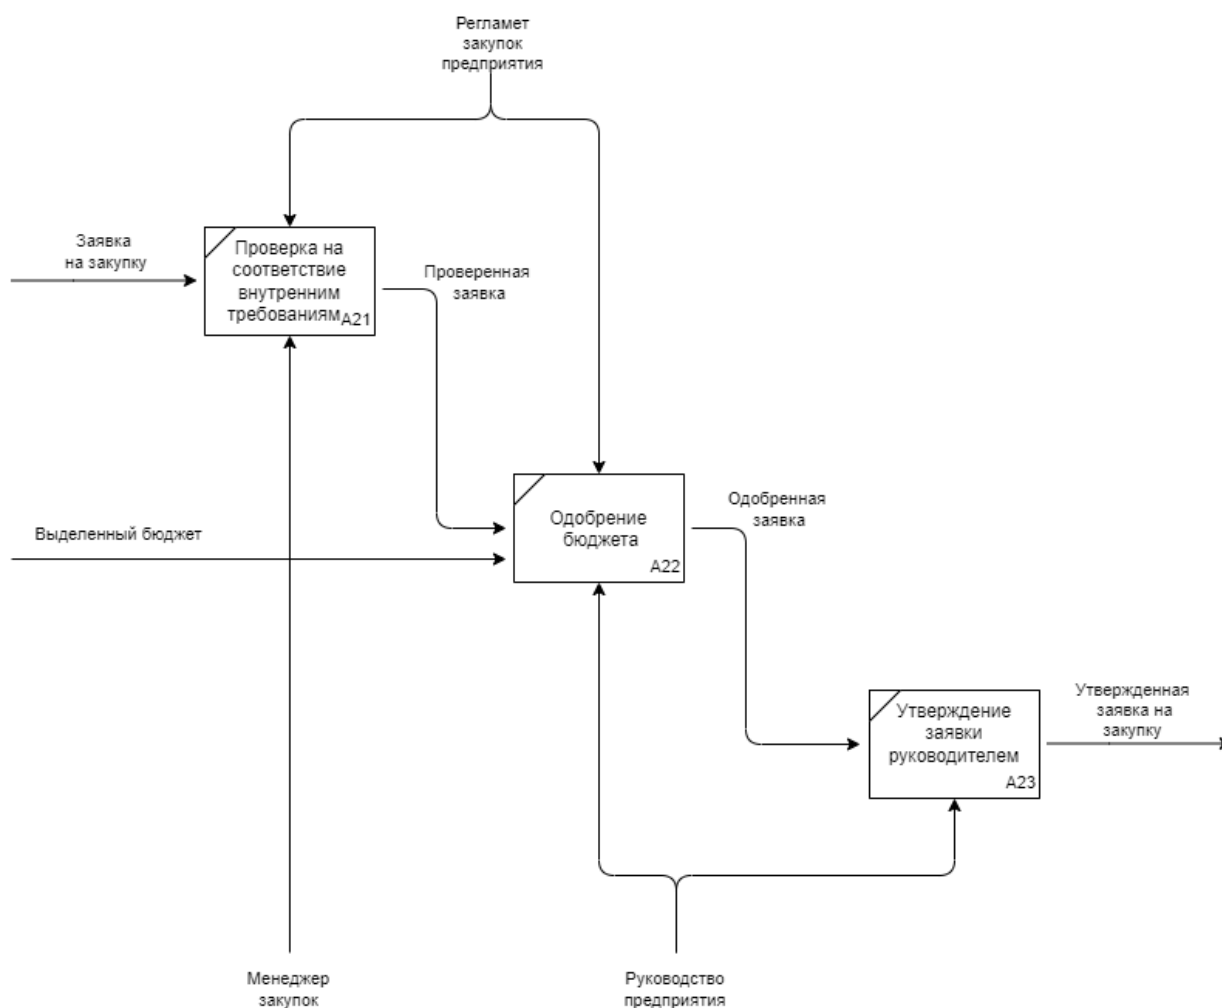 Регламет
закупок
предприятия
Заявка
на закупку
Проверка на
соответствие
внутренним
требованиям
A21
Проверенная
заявка
Выделенный бюджет
Одобрение
бюджета
A22
Одобренная
заявка
Утверждение
заявки
руководителем
A23
Утвержденная
заявка на
закупку
Менеджер
закупок
Руководство
предприятия